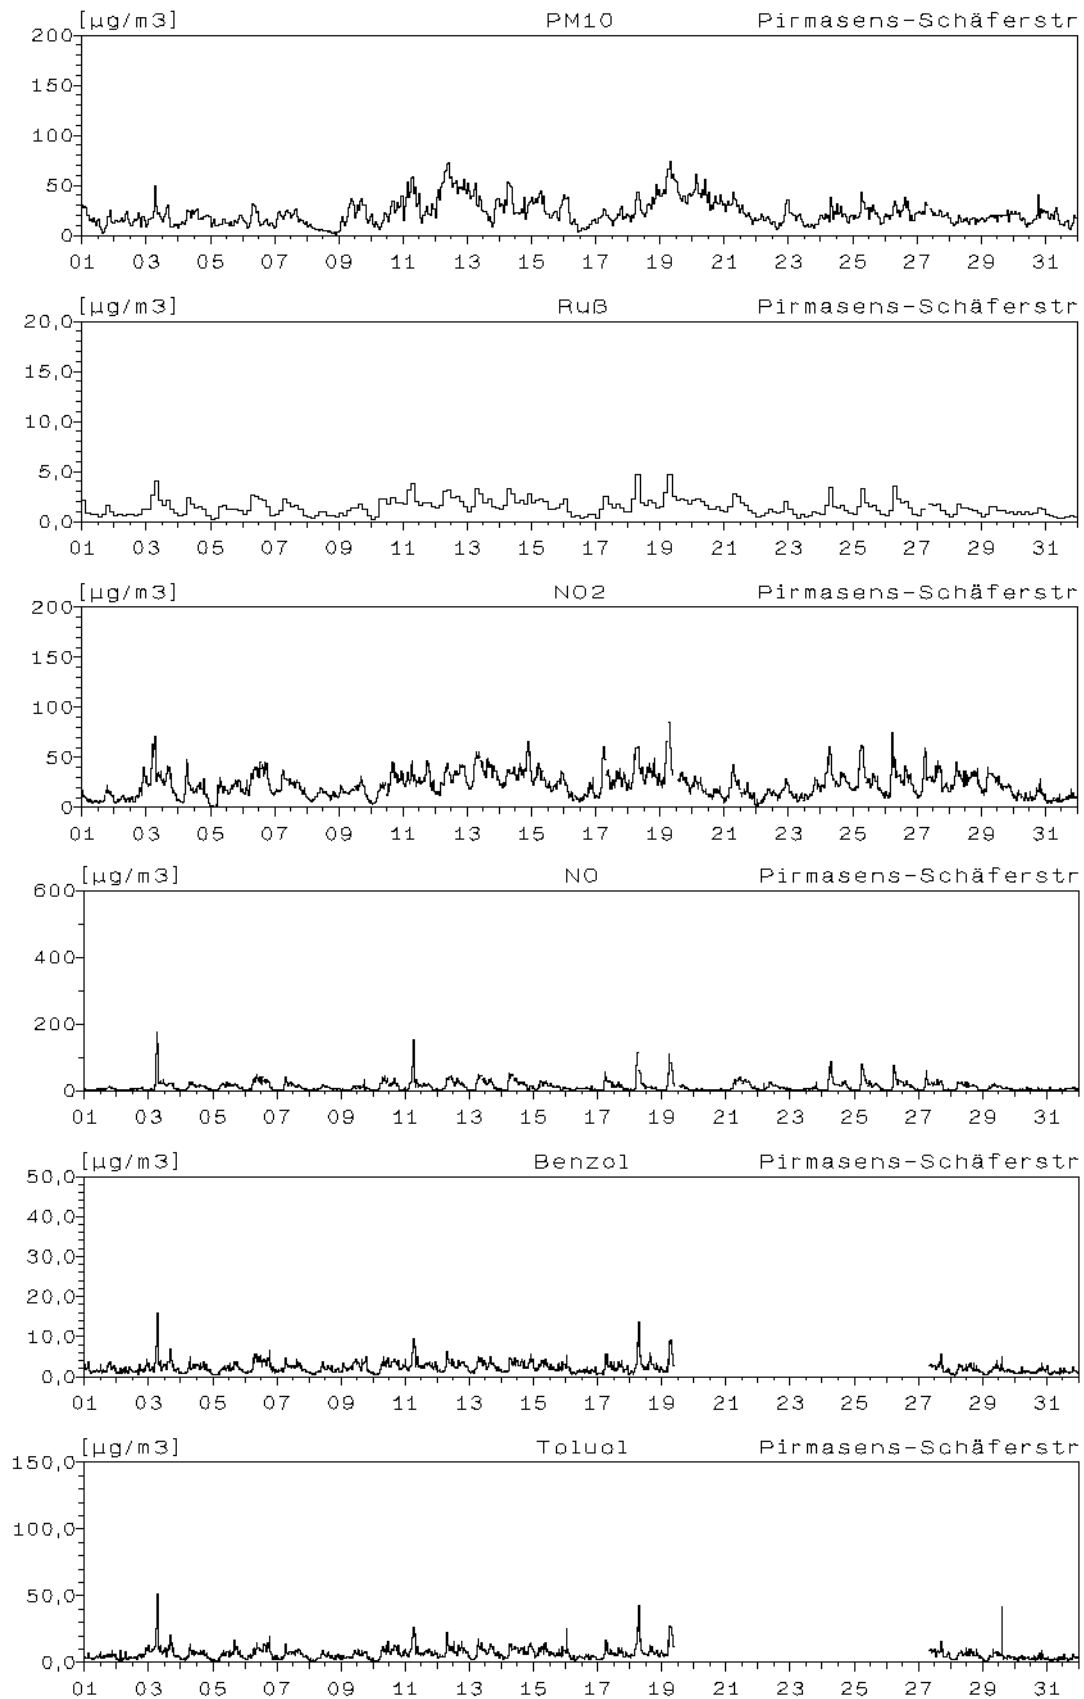 [µg/m3] PM10 Pirmasens-Schäferstr
200
150
100
50
0
01 03 05 07 09 11 13 15 17 19 21 23 25 27 29 31
[µg/m3] Ruß Pirmasens-Schäferstr
20,0
15,0
10,0
5,0
0,0
01 03 05 07 09 11 13 15 17 19 21 23 25 27 29 31
[µg/m3] NO2 Pirmasens-Schäferstr
200
150
100
50
0
01 03 05 07 09 11 13 15 17 19 21 23 25 27 29 31
[µg/m3] NO Pirmasens-Schäferstr
600
400
200
0
01 03 05 07 09 11 13 15 17 19 21 23 25 27 29 31
[µg/m3] Benzol Pirmasens-Schäferstr
50,0
40,0
30,0
20,0
10,0
0,0
01 03 05 07 09 11 13 15 17 19 21 23 25 27 29 31
[µg/m3] Toluol Pirmasens-Schäferstr
150,0
100,0
50,0
0,0
01 03 05 07 09 11 13 15 17 19 21 23 25 27 29 31